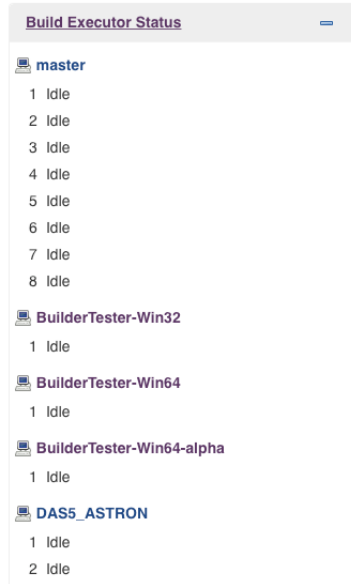 Build Executor Status
master
1 Idle
2 Idle
3 Idle
4 Idle
5 Idle
6 Idle
7 Idle
8 Idle
BuilderTester-Win32
1 Idle
BuilderTester-Win64
1 Idle
BuilderTester-Win64-alpha
1 Idle
DAS5_ASTRON
1 Idle
2 Idle